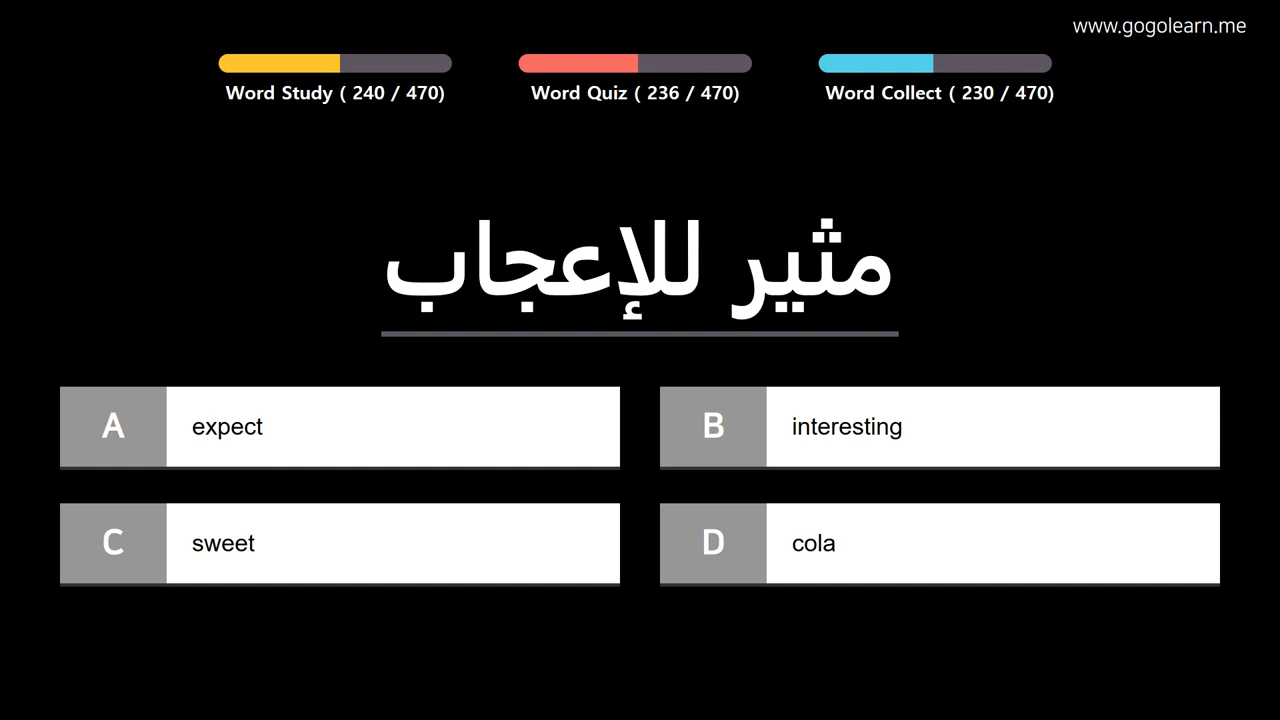 www.gogolearn.me
Word Study ( 240 / 470)
Word Quiz ( 236 / 470)
Word Collect ( 230 / 470)
مثير للإعجاب
A expect
B interesting
C sweet
D cola